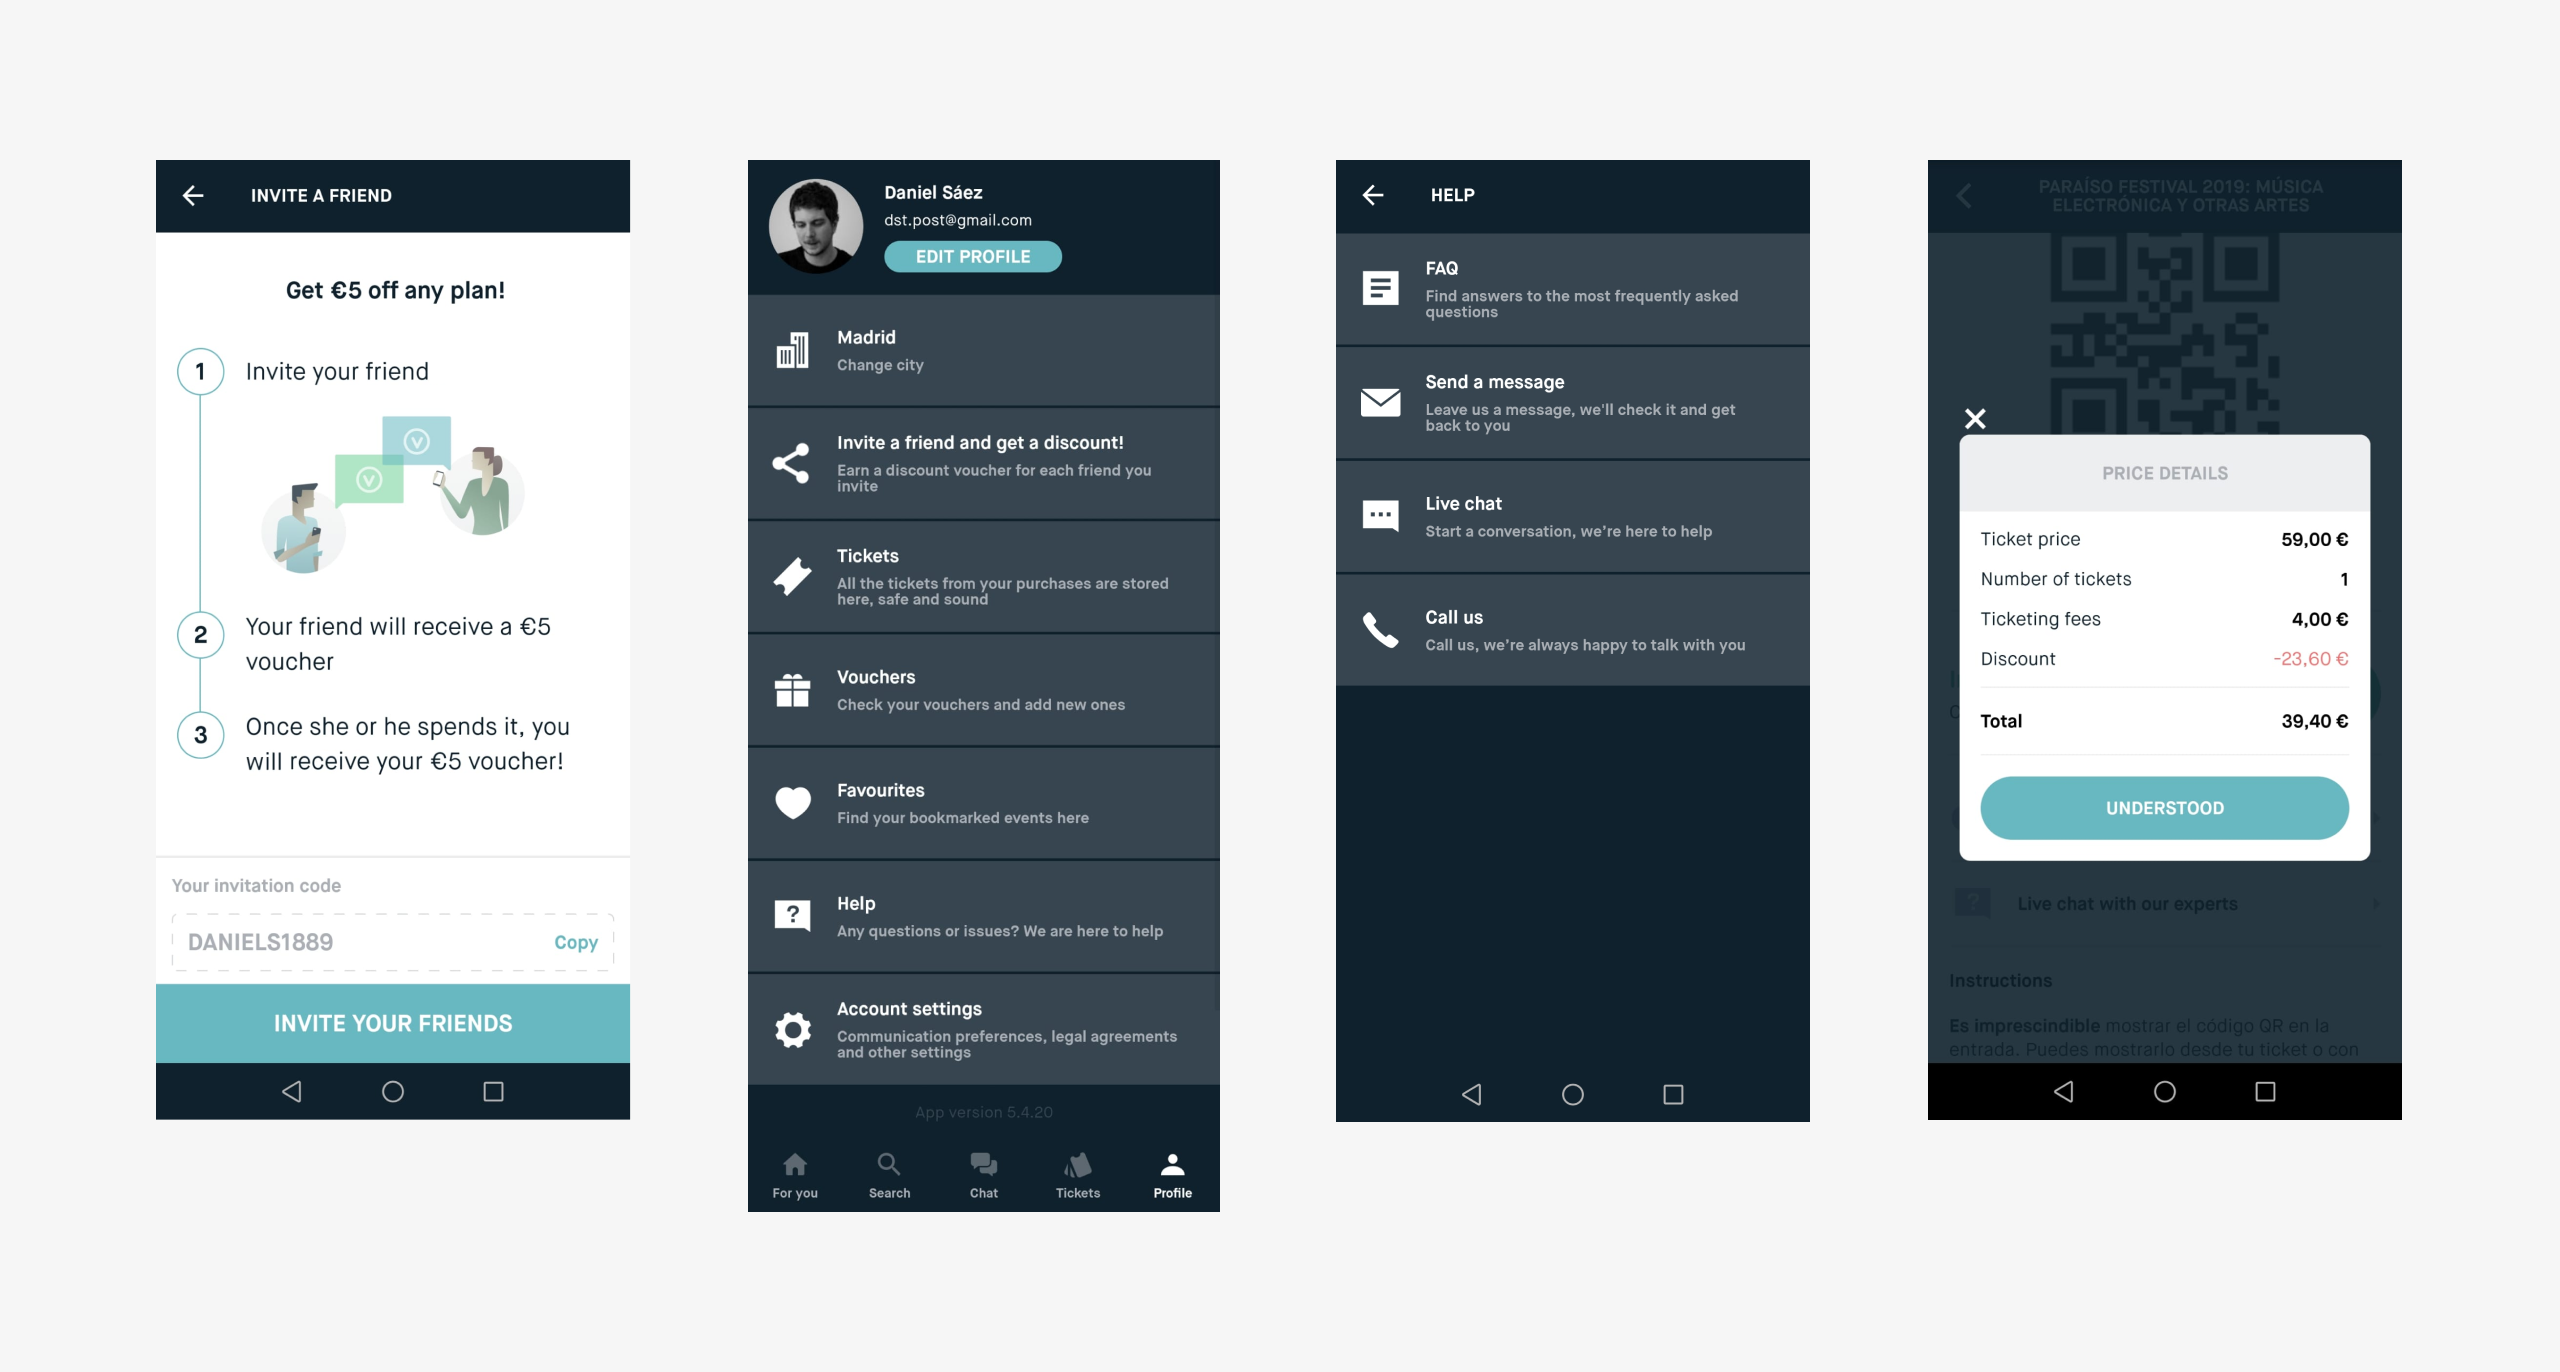 INVITE A FRIEND
Get €5 off any plan!
1
Invite your friend
V
V
2
Your friend will receive a €5
voucher
3
Once she or he spends it, you
will receive your €5 voucher!
Your invitation code
DANIELS1889
Copy
INVITE YOUR FRIENDS
Daniel Sáez
dst.post@gmail.com
EDIT PROFILE
Madrid
Change city
Invite a friend and get a discount!
Earn a discount voucher for each friend you
invite
Tickets
All the tickets from your purchases are stored
here, safe and sound
Vouchers
Check your vouchers and add new ones
Favourites
Find your bookmarked events here
Help
Any questions or issues? We are here to help
Account settings
Communication preferences, legal agreements
and other settings
App version 5.4.20
For you
Search
Chat
Tickets
Profile
HELP
FAQ
Find answers to the most frequently asked
questions
Send a message
Leave us a message, we'll check it and get
back to you
Live chat
Start a conversation, we’re here to help
Call us
Call us, we’re always happy to talk with you
PARAÍSO FESTIVAL 2019: MÚSICA
ELECTRÓNICA Y OTRAS ARTES
PRICE DETAILS
Ticket price 59,00 €
Number of tickets 1
Ticketing fees 4,00 €
Discount -23,60 €
Total 39,40 €
UNDERSTOOD
Live chat with our experts
Instructions
Es imprescindible mostrar el código QR en la
entrada. Puedes mostrarlo desde tu ticket o con